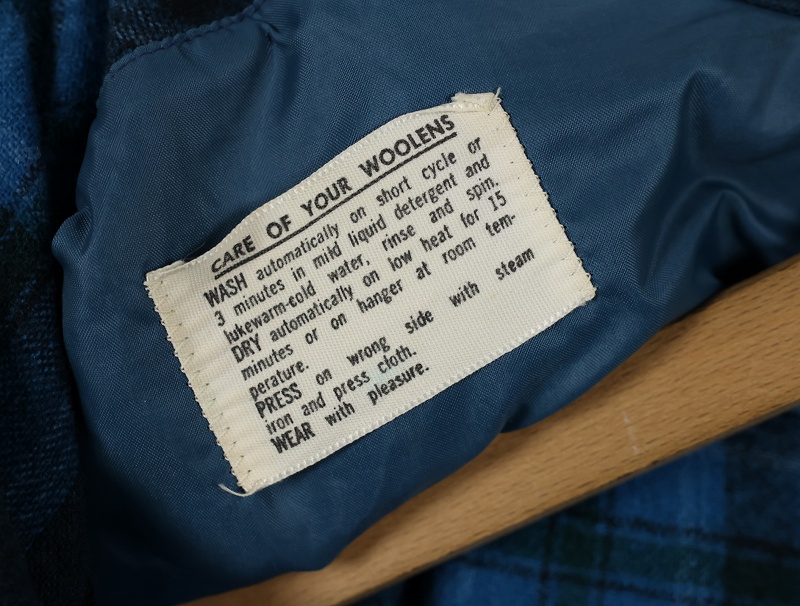 CARE OF YOUR WOOLENS
WASH automatically on short cycle or
3 minutes in mild liquid detergent and
lukewarm-cold water, rinse and spin.
DRY automatically on low heat for 15
minutes or on hanger at room tem-
perature.
PRESS on wrong side with steam
iron and press cloth.
WEAR with pleasure.